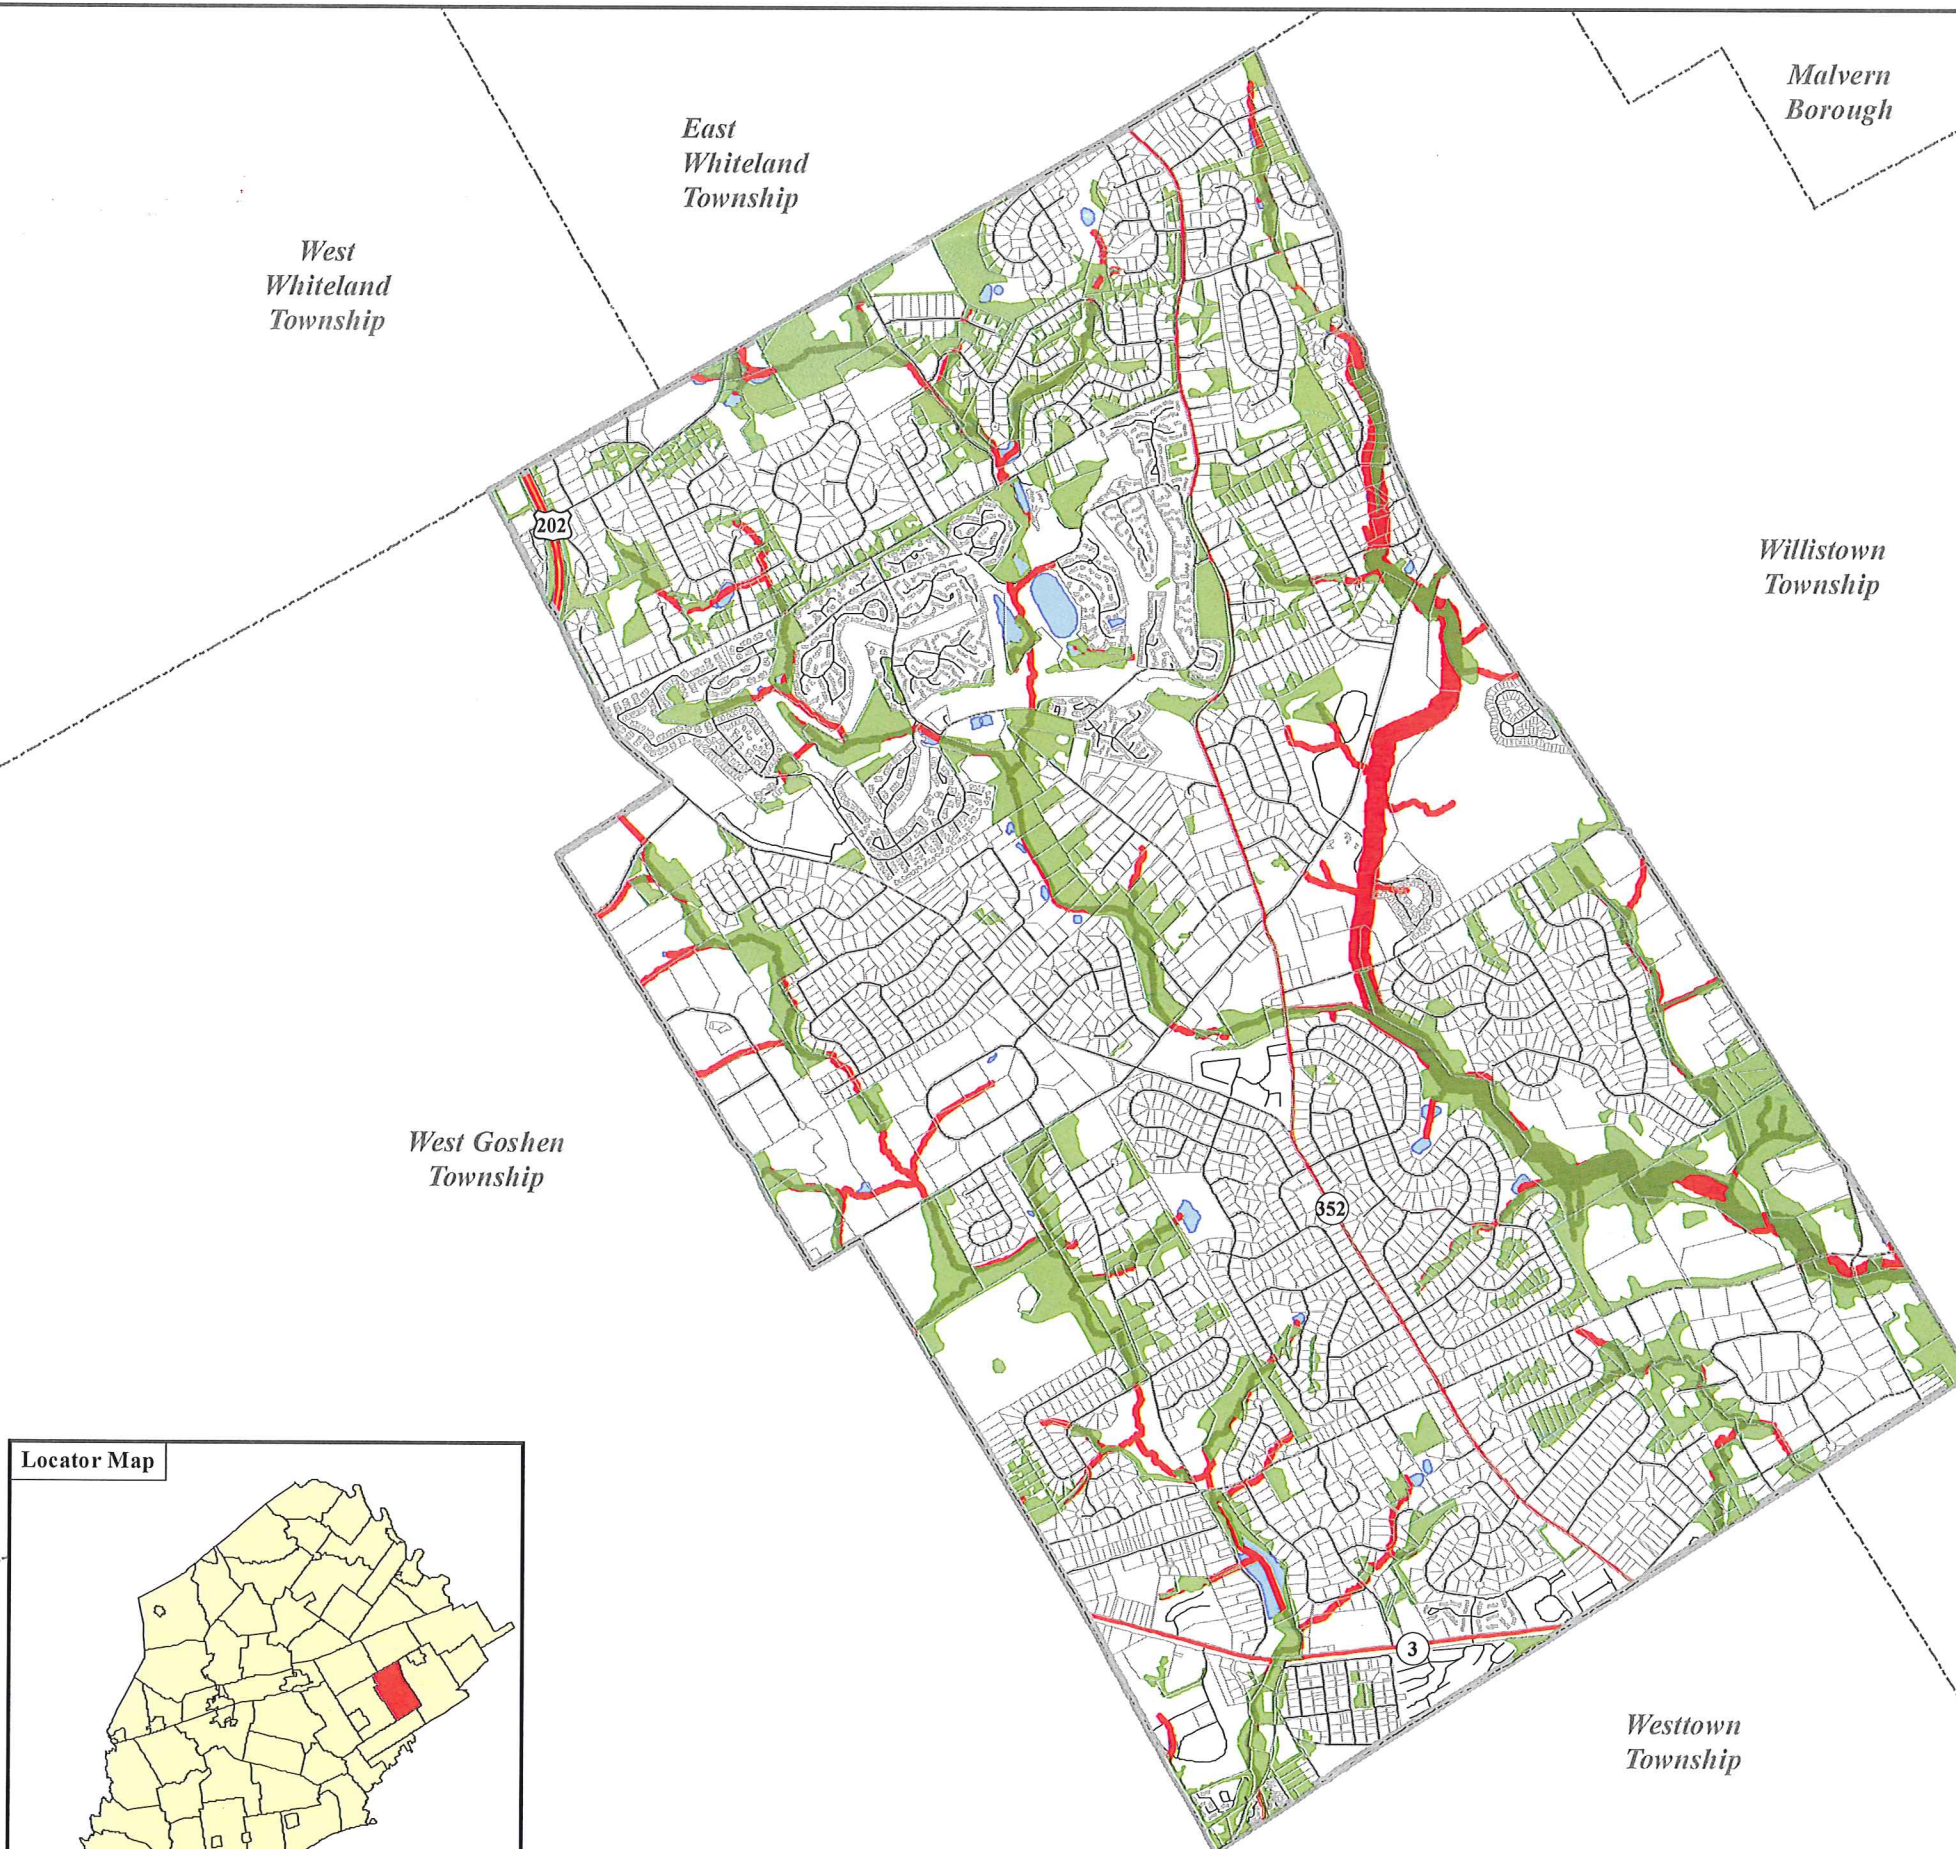 Malvern
Borough
East
Whiteland
Township
West
Whiteland
Township
202
Willistown
Township
West Goshen
Township
352
Locator Map
3
Westtown
Township